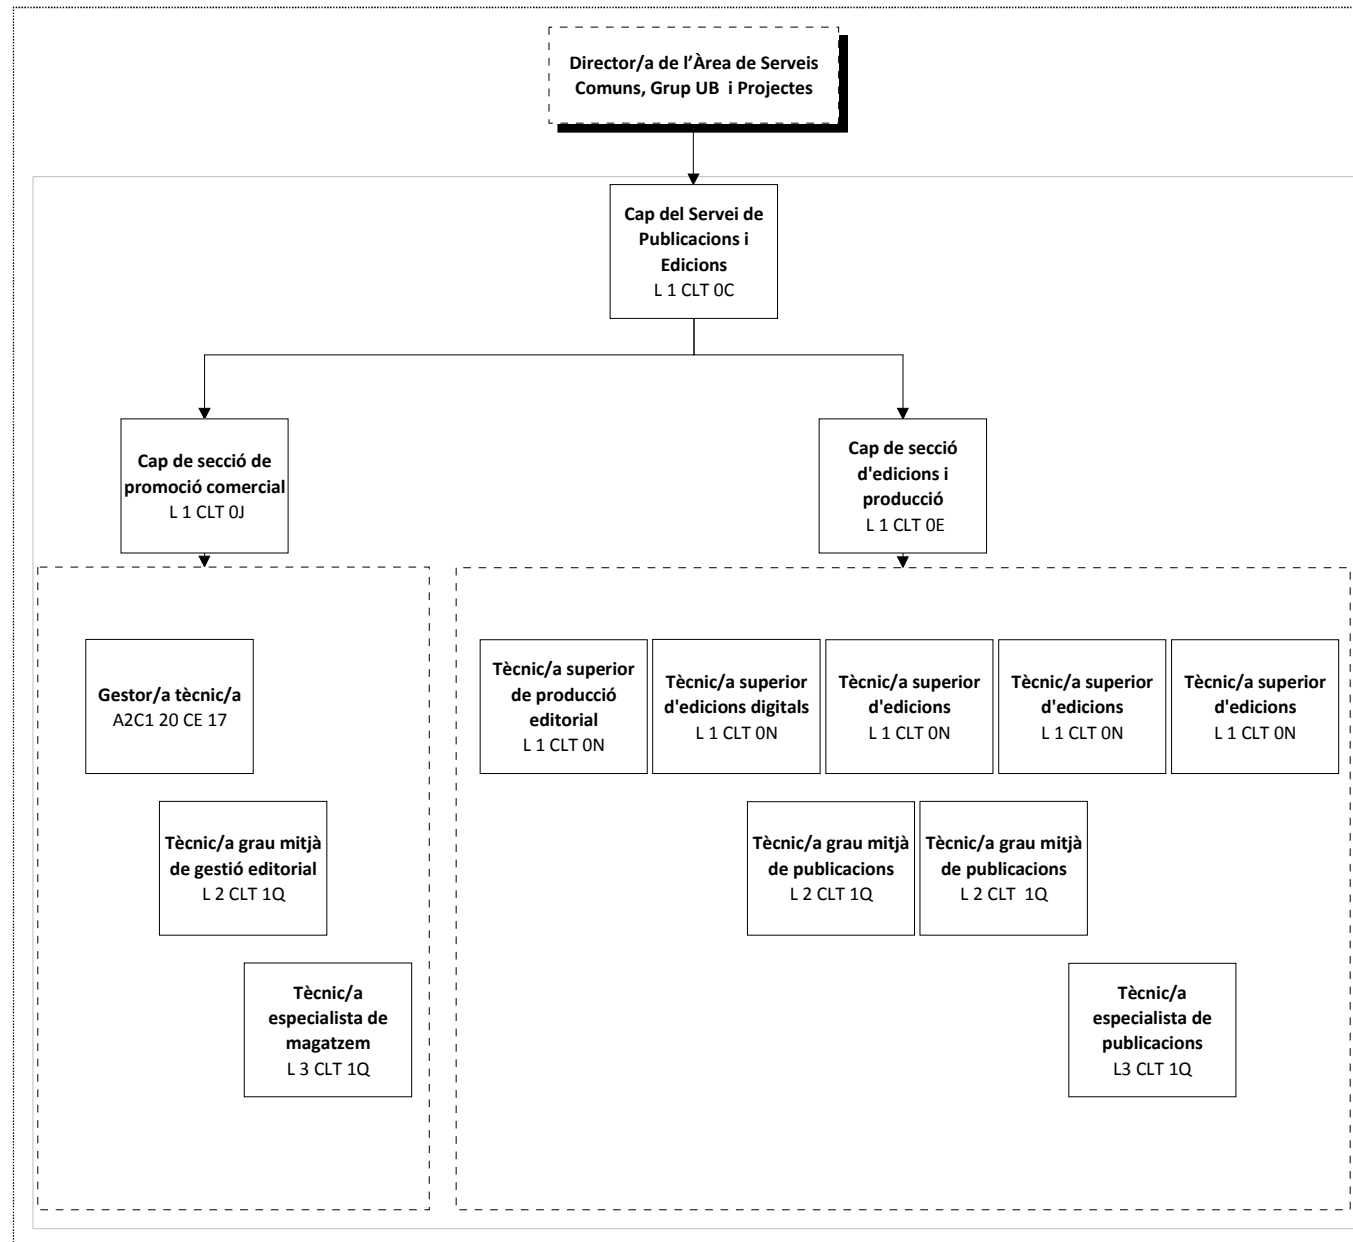 Director/a de l’Àrea de Serveis
Comuns, Grup UB i Projectes
Cap del Servei de
Publicacions i
Edicions
L 1 CLT 0C
Cap de secció de
promoció comercial
L 1 CLT 0J
Cap de secció
d'edicions i
producció
L 1 CLT 0E
Gestor/a tècnic/a
A2C1 20 CE 17
Tècnic/a grau mitjà
de gestió editorial
L 2 CLT 1Q
Tècnic/a
especialista de
magatzem
L 3 CLT 1Q
Tècnic/a superior
de producció
editorial
L 1 CLT 0N
Tècnic/a superior
d'edicions digitals
L 1 CLT 0N
Tècnic/a superior
d'edicions
L 1 CLT 0N
Tècnic/a superior
d'edicions
L 1 CLT 0N
Tècnic/a superior
d'edicions
L 1 CLT 0N
Tècnic/a grau mitjà
de publicacions
L 2 CLT 1Q
Tècnic/a grau mitjà
de publicacions
L 2 CLT 1Q
Tècnic/a
especialista de
publicacions
L3 CLT 1Q